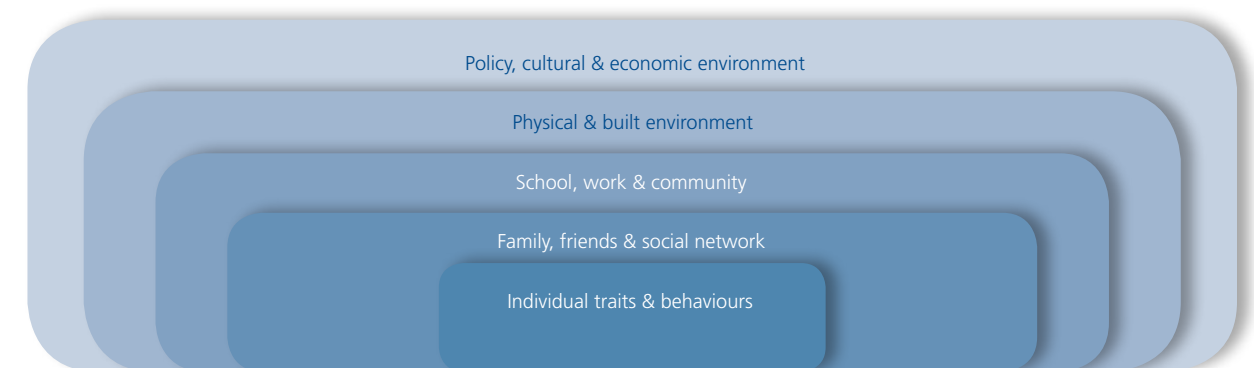 Policy, cultural & economic environment
Physical & built environment
School, work & community
Family, friends & social network
Individual traits & behaviours